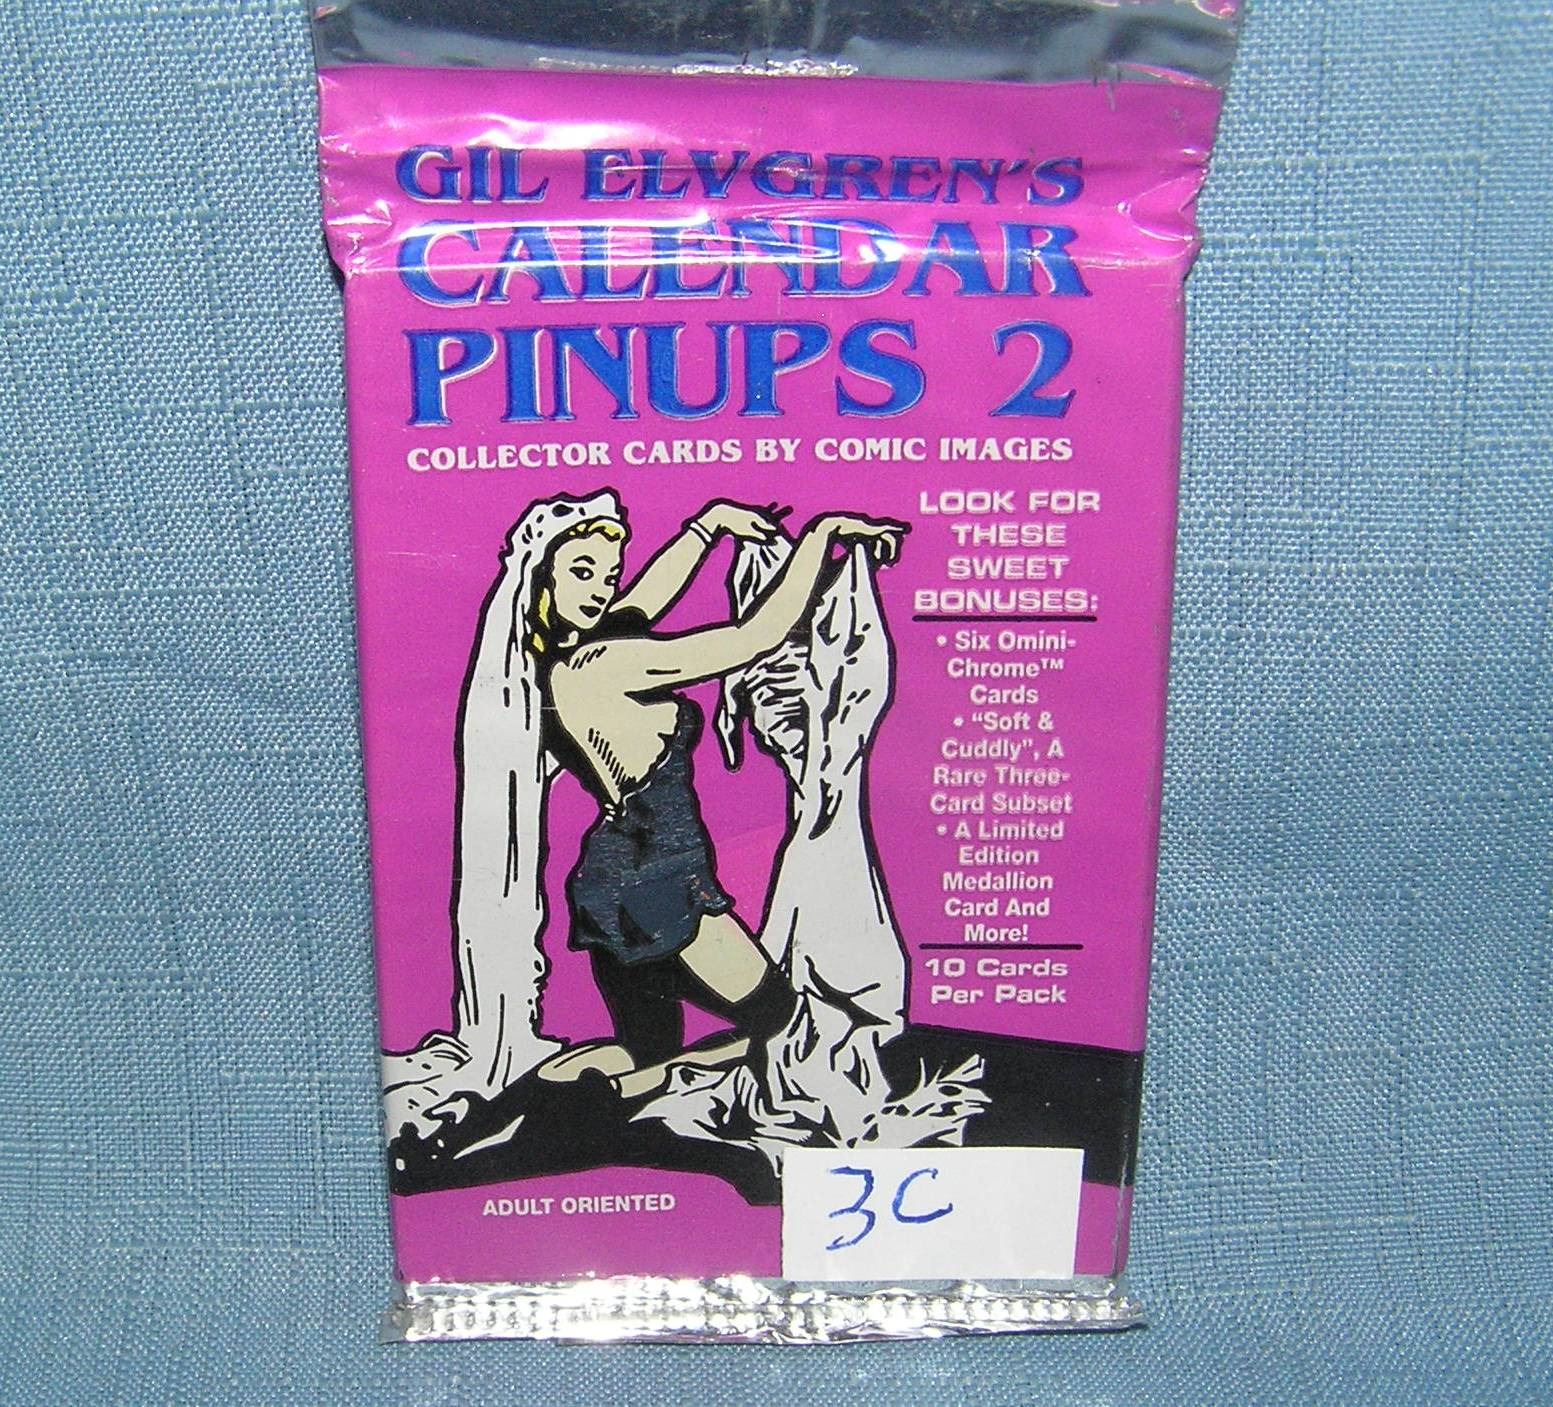 GIL ELVGREN'S
CALENDAR
PINUPS 2
COLLECTOR CARDS BY COMIC IMAGES
LOOK FOR
THESE
SWEET
BONUSES:
• Six Omini-
Chrome™
Cards
• "Soft &
Cuddly", A
Rare Three-
Card Subset
• A Limited
Edition
Medallion
Card And
More!
10 Cards
Per Pack
ADULT ORIENTED
3C